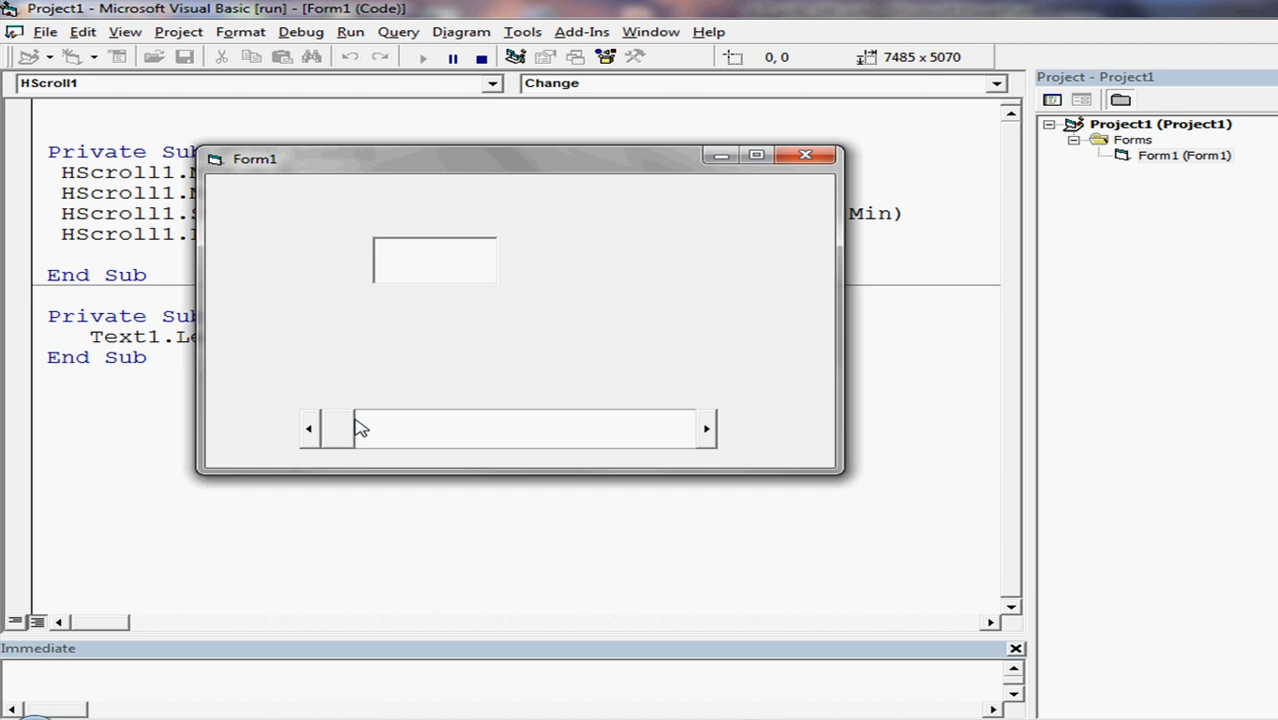 Project1 - Microsoft Visual Basic [run] - [Form1 (Code)]
File Edit View Project Format Debug Run Query Diagram Tools Add-Ins Window Help
0, 0 7485 x 5070
HScroll1 Change
Project - Project1
Project1 (Project1)
Forms
Form1 (Form1)
Private Sub
HScroll1.
HScroll1.
HScroll1. Min)
HScroll1.
End Sub
Private Sub
Text1.Le
End Sub
Form1
Immediate